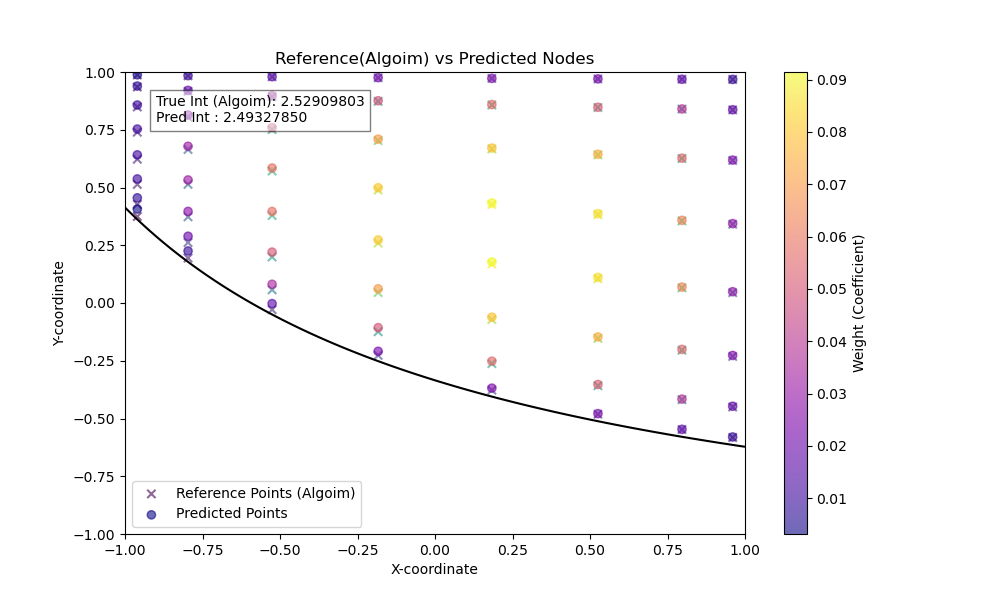 Reference(Algoim) vs Predicted Nodes
True Int (Algoim): 2.52909803
Pred Int : 2.49327850
1.00
0.75
0.50
0.25
0.00
−0.25
−0.50
−0.75
−1.00
Y-coordinate
Reference Points (Algoim)
Predicted Points
−1.00 −0.75 −0.50 −0.25 0.00 0.25 0.50 0.75 1.00
X-coordinate
0.09
0.08
0.07
0.06
0.05
0.04
0.03
0.02
0.01
Weight (Coefficient)